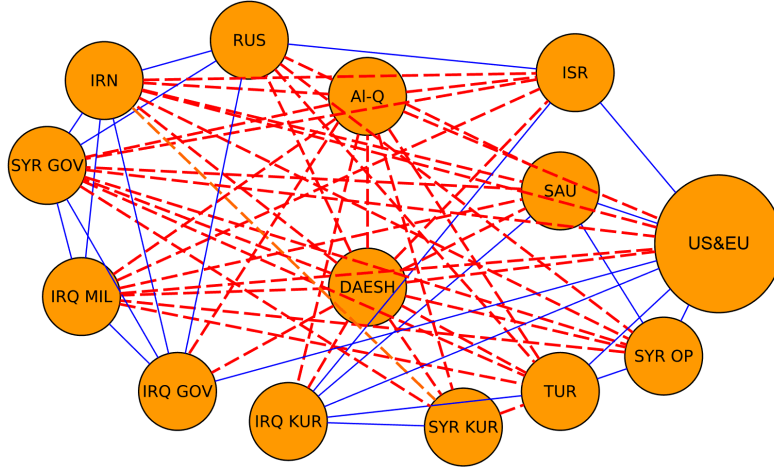 RUS
IRN
ISR
Al-Q
SYR GOV
SAU
US&EU
DAESH
IRQ MIL
SYR OP
IRQ GOV
TUR
IRQ KUR
SYR KUR